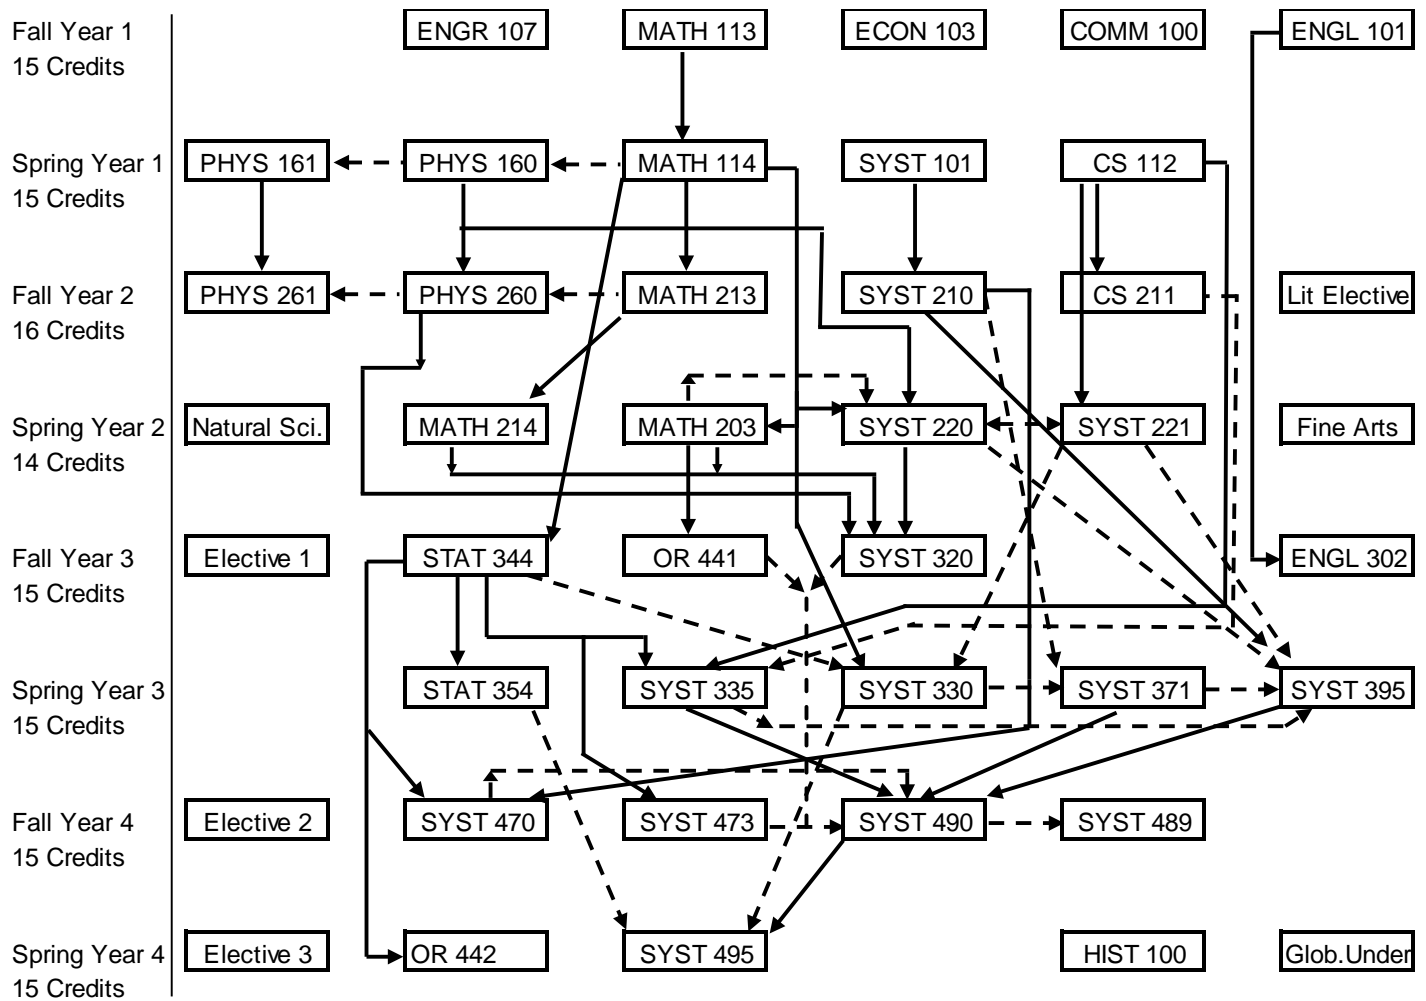 Fall Year 1
15 Credits
ENGR 107
MATH 113
ECON 103
COMM 100
ENGL 101
Spring Year 1
15 Credits
PHYS 161
PHYS 160
MATH 114
SYST 101
CS 112
Fall Year 2
16 Credits
PHYS 261
PHYS 260
MATH 213
SYST 210
CS 211
Lit Elective
Spring Year 2
14 Credits
Natural Sci.
MATH 214
MATH 203
SYST 220
SYST 221
Fine Arts
Fall Year 3
15 Credits
Elective 1
STAT 344
OR 441
SYST 320
ENGL 302
Spring Year 3
15 Credits
STAT 354
SYST 335
SYST 330
SYST 371
SYST 395
Fall Year 4
15 Credits
Elective 2
SYST 470
SYST 473
SYST 490
SYST 489
Spring Year 4
15 Credits
Elective 3
OR 442
SYST 495
HIST 100
Glob.Under